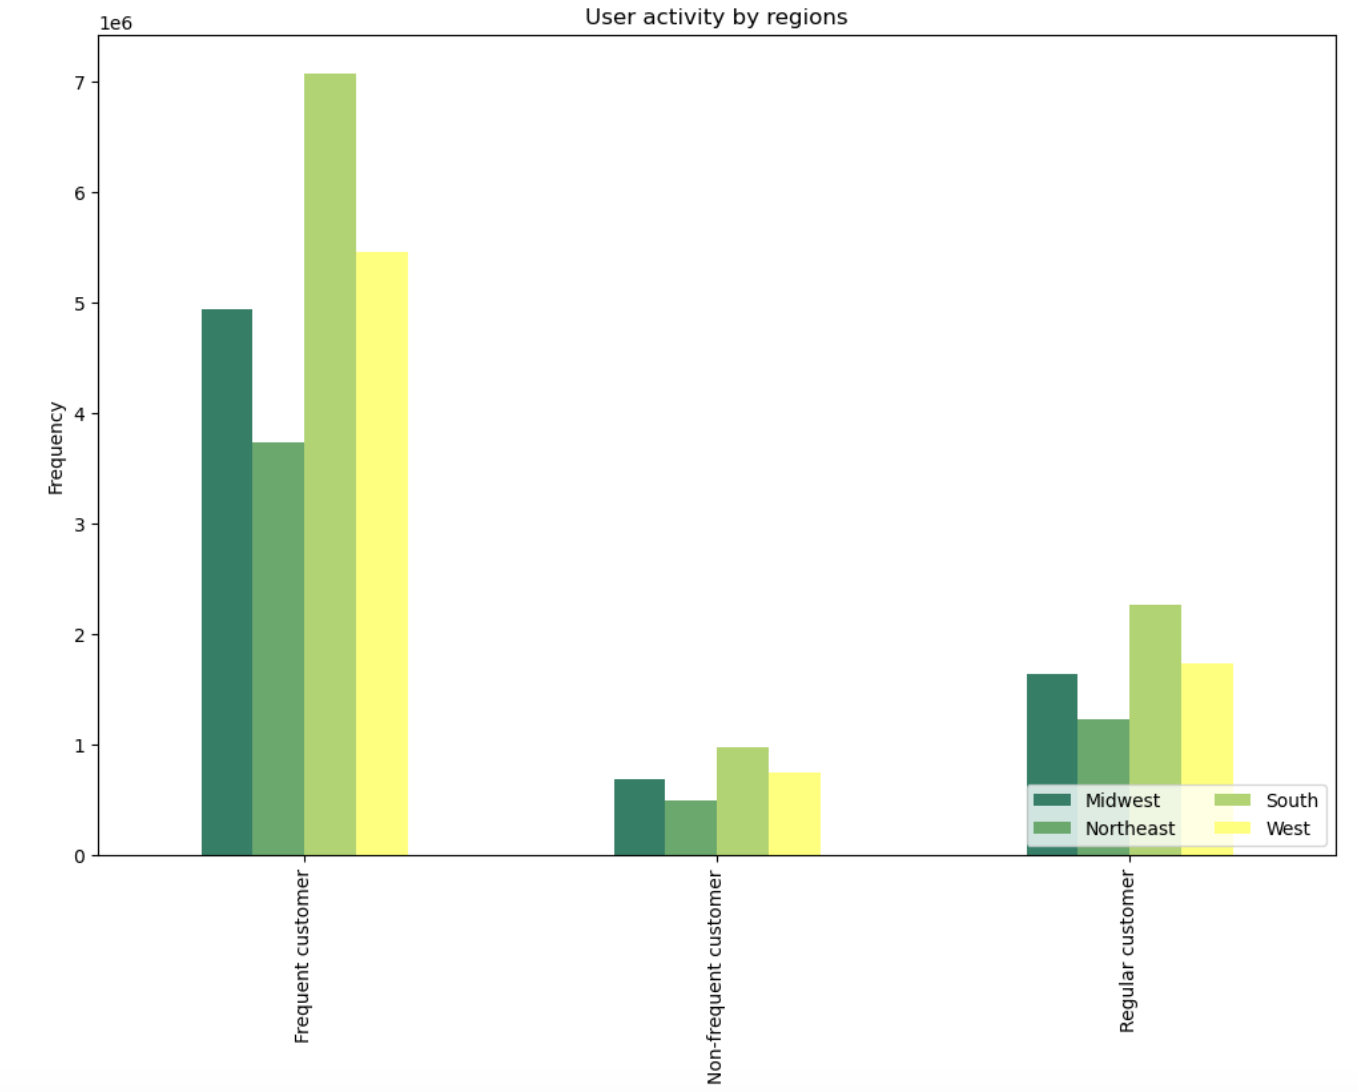 User activity by regions
1e6
7
6
5
4
3
2
1
0
Frequency
Frequent customer
Non-frequent customer
Regular customer
Midwest
Northeast
South
West